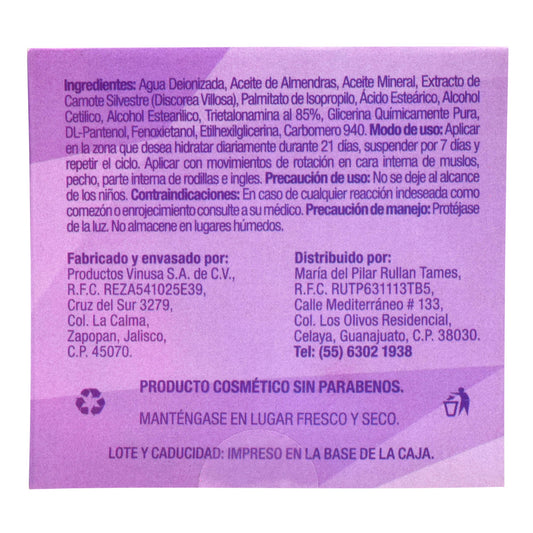 Ingredientes: Agua Deionizada, Aceite de Almendras, Aceite Mineral, Extracto de
Camote Silvestre (Discorea Villosa), Palmitato de Isopropilo, Ácido Esteárico, Alcohol
Cetílico, Alcohol Estearilico, Trietalonamina al 85%, Glicerina Químicamente Pura,
DL-Pantenol, Fenoxietanol, Etilhexilglicerina, Carbomero 940. Modo de uso: Aplicar
en la zona que desea hidratar diariamente durante 21 días, suspender por 7 días y
repetir el ciclo. Aplicar con movimientos de rotación en cara interna de muslos,
pecho, parte interna de rodillas e ingles. Precaución de uso: No se deje al alcance
de los niños. Contraindicaciones: En caso de cualquier reacción indeseada como
comezón o enrojecimiento consulte a su médico. Precaución de manejo: Protéjase
de la luz. No almacene en lugares húmedos.
Fabricado y envasado por:
Productos Vinusa S.A. de C.V.,
R.F.C. REZA541025E39,
Cruz del Sur 3279,
Col. La Calma,
Zapopan, Jalisco,
C.P. 45070.
Distribuido por:
María del Pilar Rullan Tames,
R.F.C. RUTP631113TB5,
Calle Mediterráneo # 133,
Col. Los Olivos Residencial,
Celaya, Guanajuato, C.P. 38030.
Tel: (55) 6302 1938
PRODUCTO COSMÉTICO SIN PARABENOS.
MANTÉNGASE EN LUGAR FRESCO Y SECO.
LOTE Y CADUCIDAD: IMPRESO EN LA BASE DE LA CAJA.